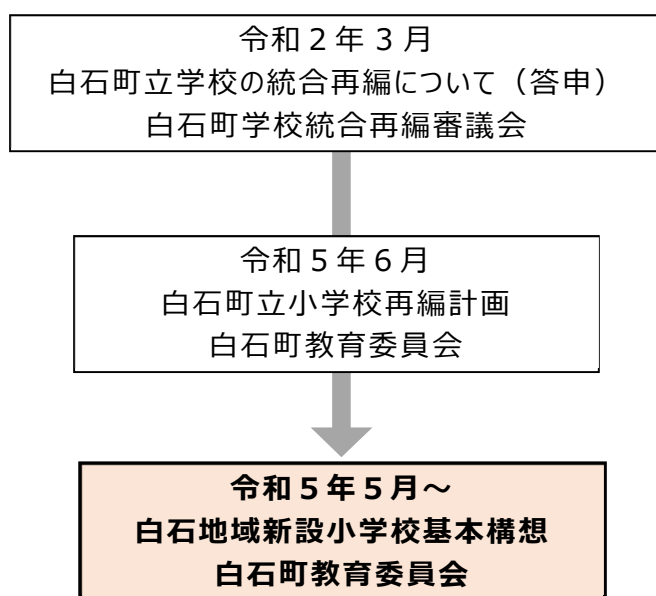 令和２年３月
白石町立学校の統合再編について（答申）
白石町学校統合再編審議会
令和５年６月
白石町立小学校再編計画
白石町教育委員会
令和５年５月～
白石地域新設小学校基本構想
白石町教育委員会